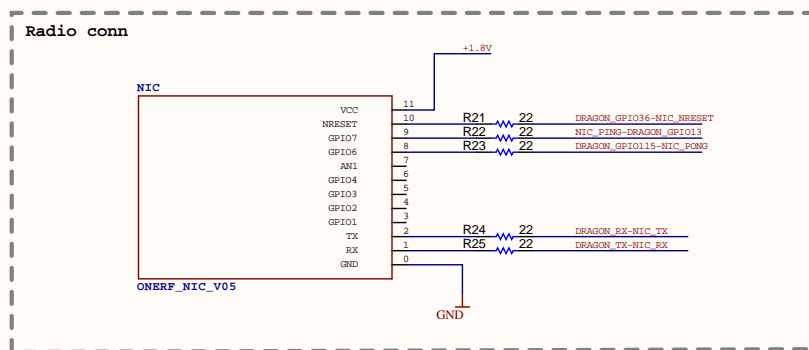 Radio conn
+1.8V
NIC
VCC 11
NRESET 10 R21 22 DRAGON_GPIO36-NIC_NRESET
GPIO7 9 R22 22 NIC_PING-DRAGON_GPIO13
GPIO6 8 R23 22 DRAGON_GPIO115-NIC_PONG
AN1 7
GPIO4 6
GPIO3 5
GPIO2 4
GPIO1 3
TX 2 R24 22 DRAGON_RX-NIC_TX
RX 1 R25 22 DRAGON_TX-NIC_RX
GND 0
ONERF_NIC_V05
GND